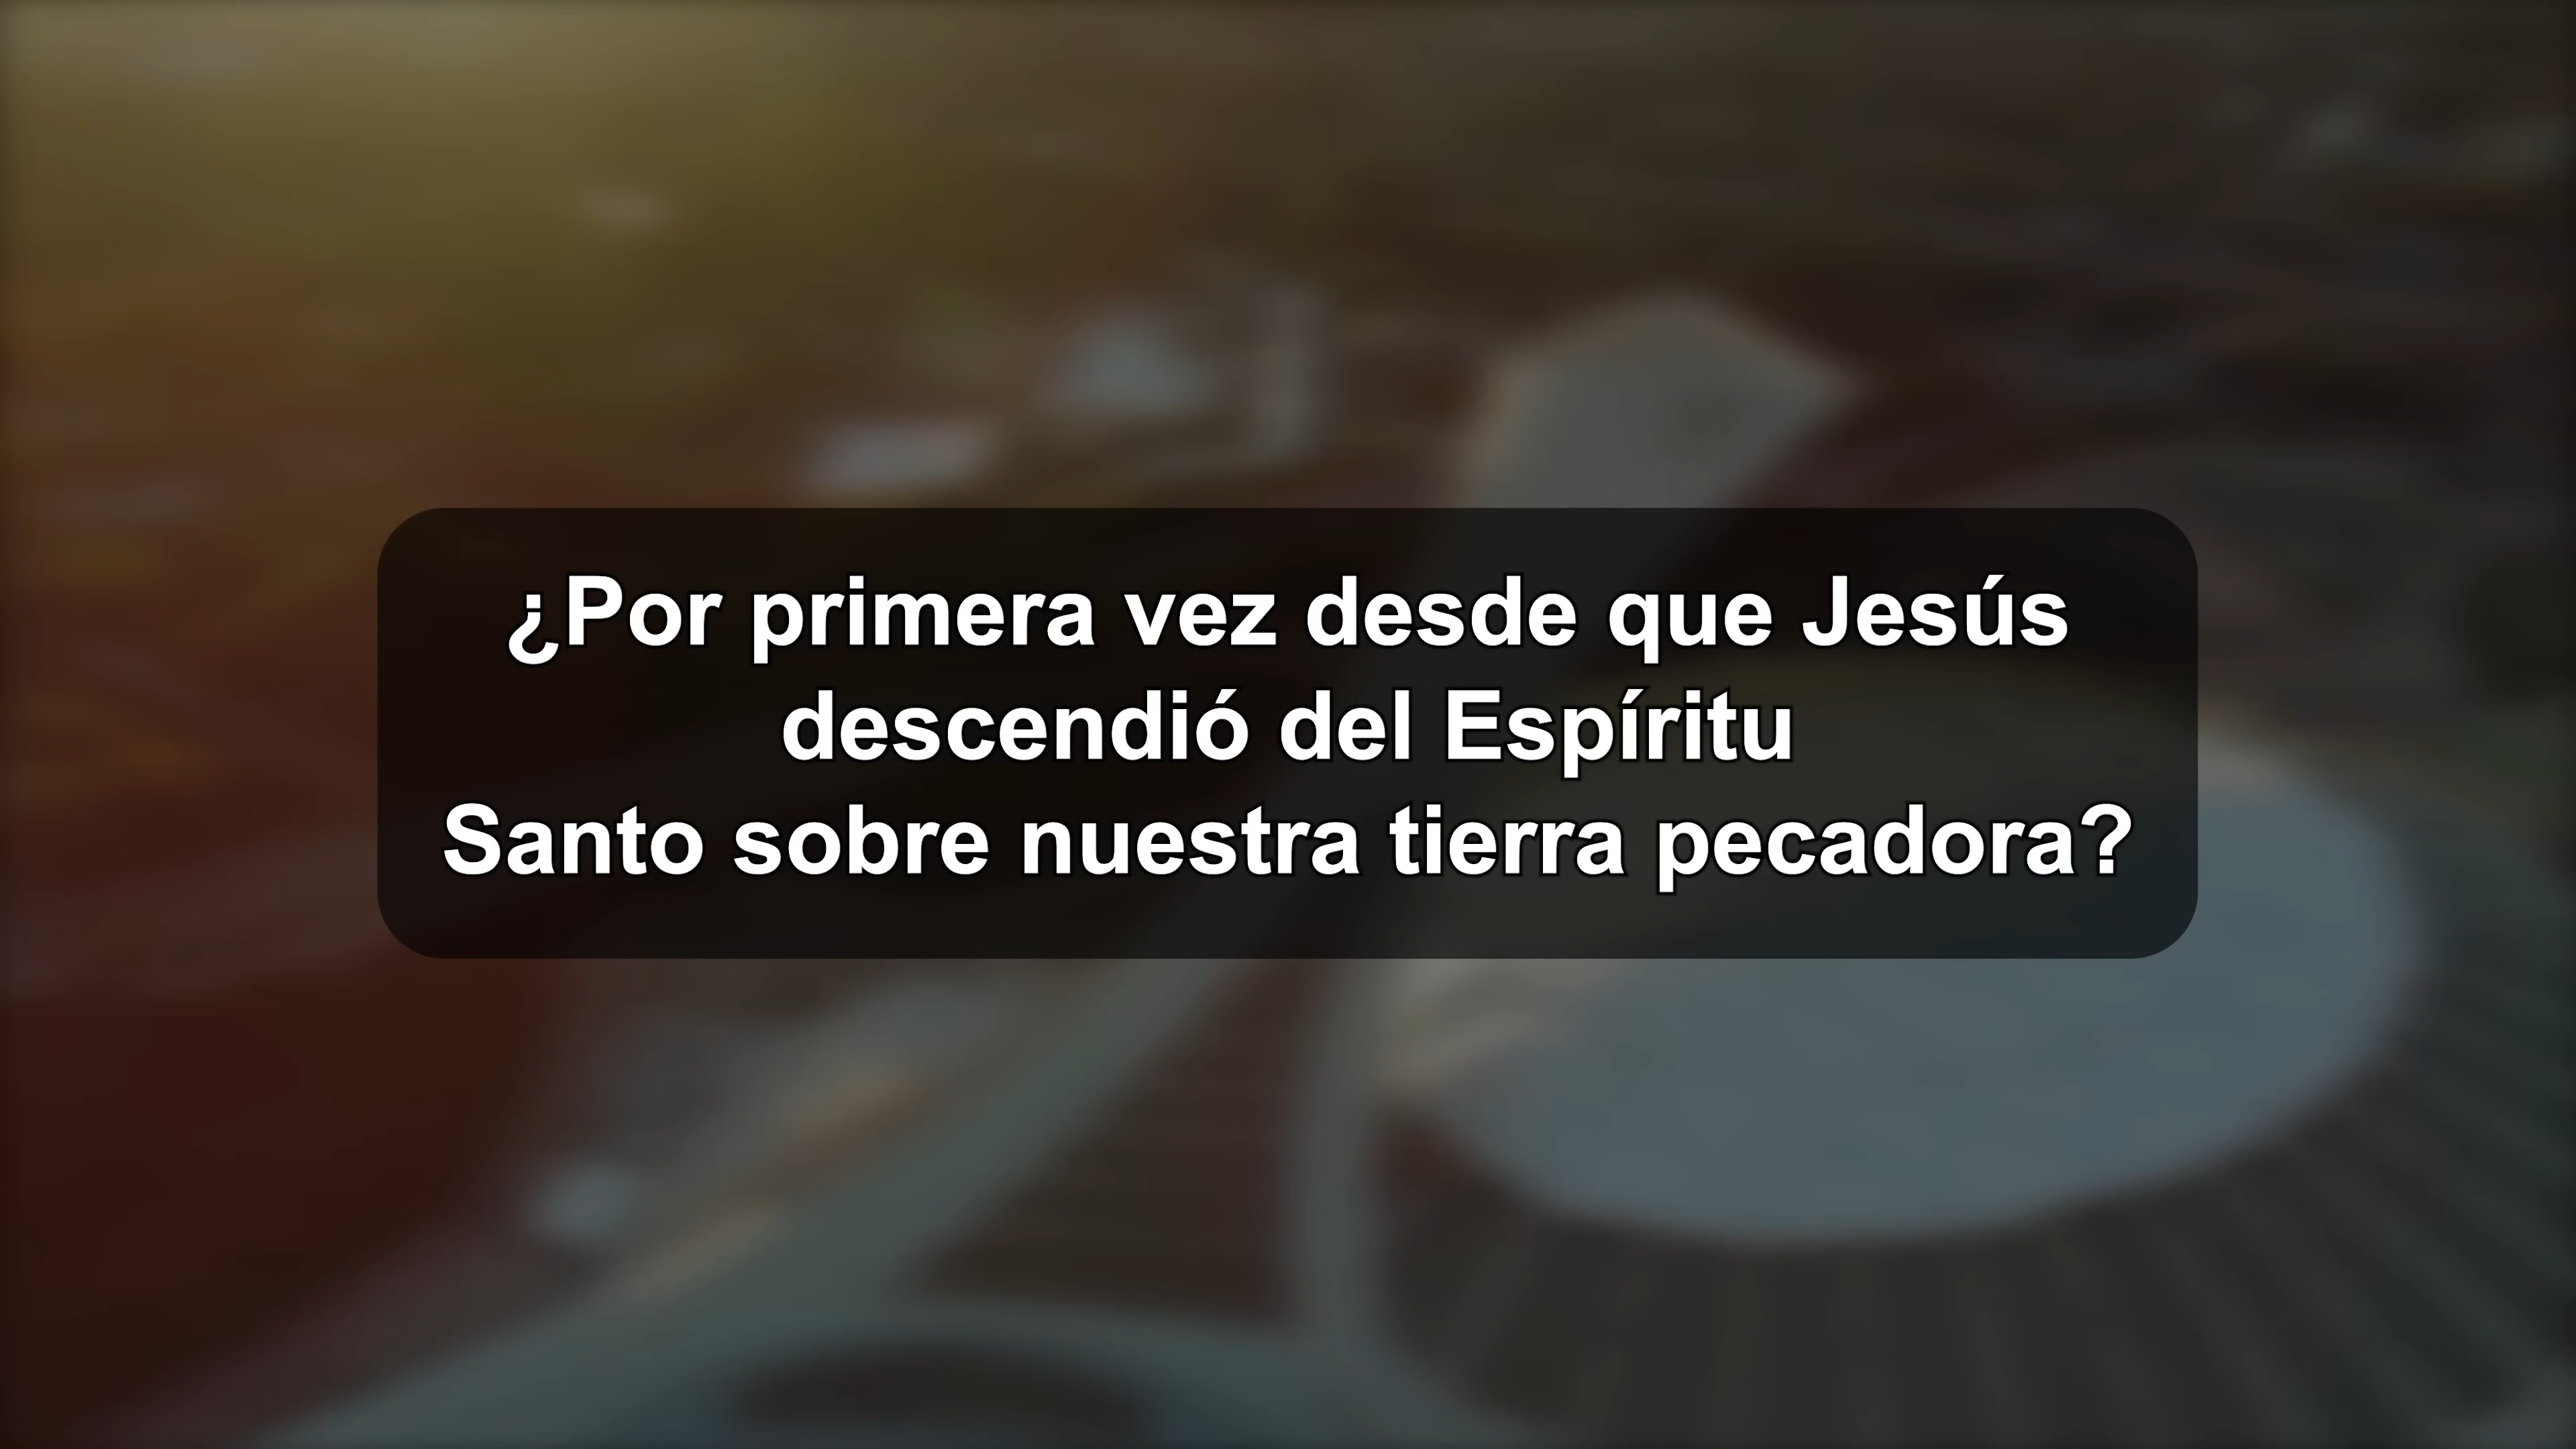 ¿Por primera vez desde que Jesús
descendió del Espíritu
Santo sobre nuestra tierra pecadora?